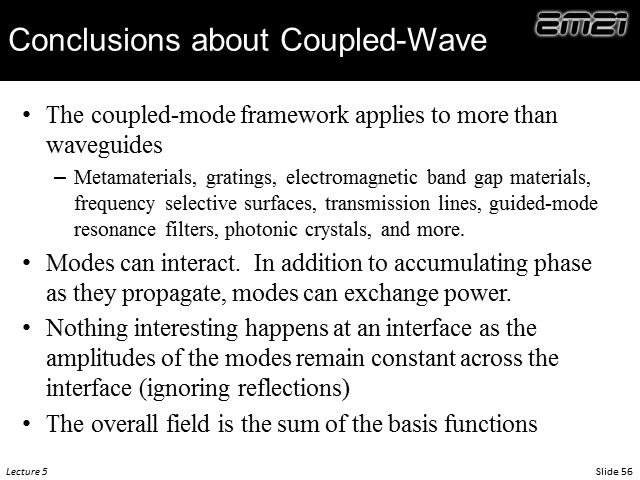 Conclusions about Coupled-Wave
EM21
• The coupled-mode framework applies to more than
waveguides
– Metamaterials, gratings, electromagnetic band gap materials,
frequency selective surfaces, transmission lines, guided-mode
resonance filters, photonic crystals, and more.
• Modes can interact. In addition to accumulating phase
as they propagate, modes can exchange power.
• Nothing interesting happens at an interface as the
amplitudes of the modes remain constant across the
interface (ignoring reflections)
• The overall field is the sum of the basis functions
Lecture 5
Slide 56